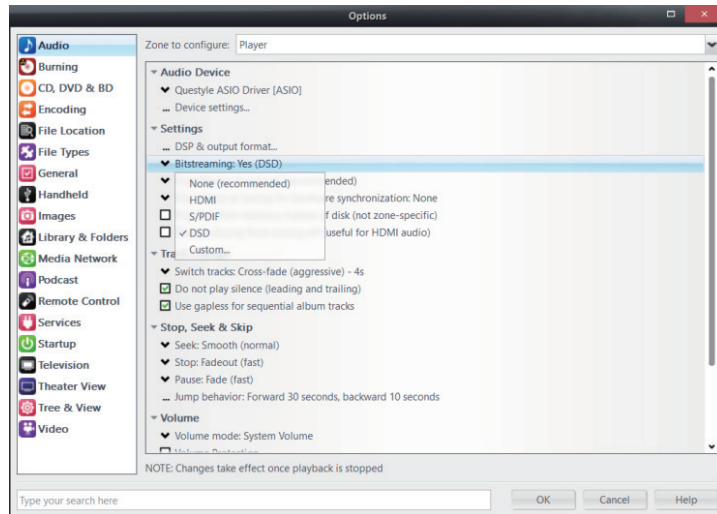 Options
Audio
Burning
CD, DVD & BD
Encoding
File Location
File Types
General
Handheld
Images
Library & Folders
Media Network
Podcast
Remote Control
Services
Startup
Television
Theater View
Tree & View
Video
Zone to configure: Player
Audio Device
Questyle ASIO Driver [ASIO]
... Device settings...
Settings
... DSP & output format...
Bitstreaming: Yes (DSD)
None (recommended)
HDMI
S/PDIF
✓ DSD
Custom...
ended)
re synchronization: None
f disk (not zone-specific)
useful for HDMI audio)
Tra
Switch tracks: Cross-fade (aggressive) - 4s
Do not play silence (leading and trailing)
Use gapless for sequential album tracks
Stop, Seek & Skip
Seek: Smooth (normal)
Stop: Fadeout (fast)
Pause: Fade (fast)
... Jump behavior: Forward 30 seconds, backward 10 seconds
Volume
Volume mode: System Volume
Volume Protection
NOTE: Changes take effect once playback is stopped
Type your search here
OK
Cancel
Help